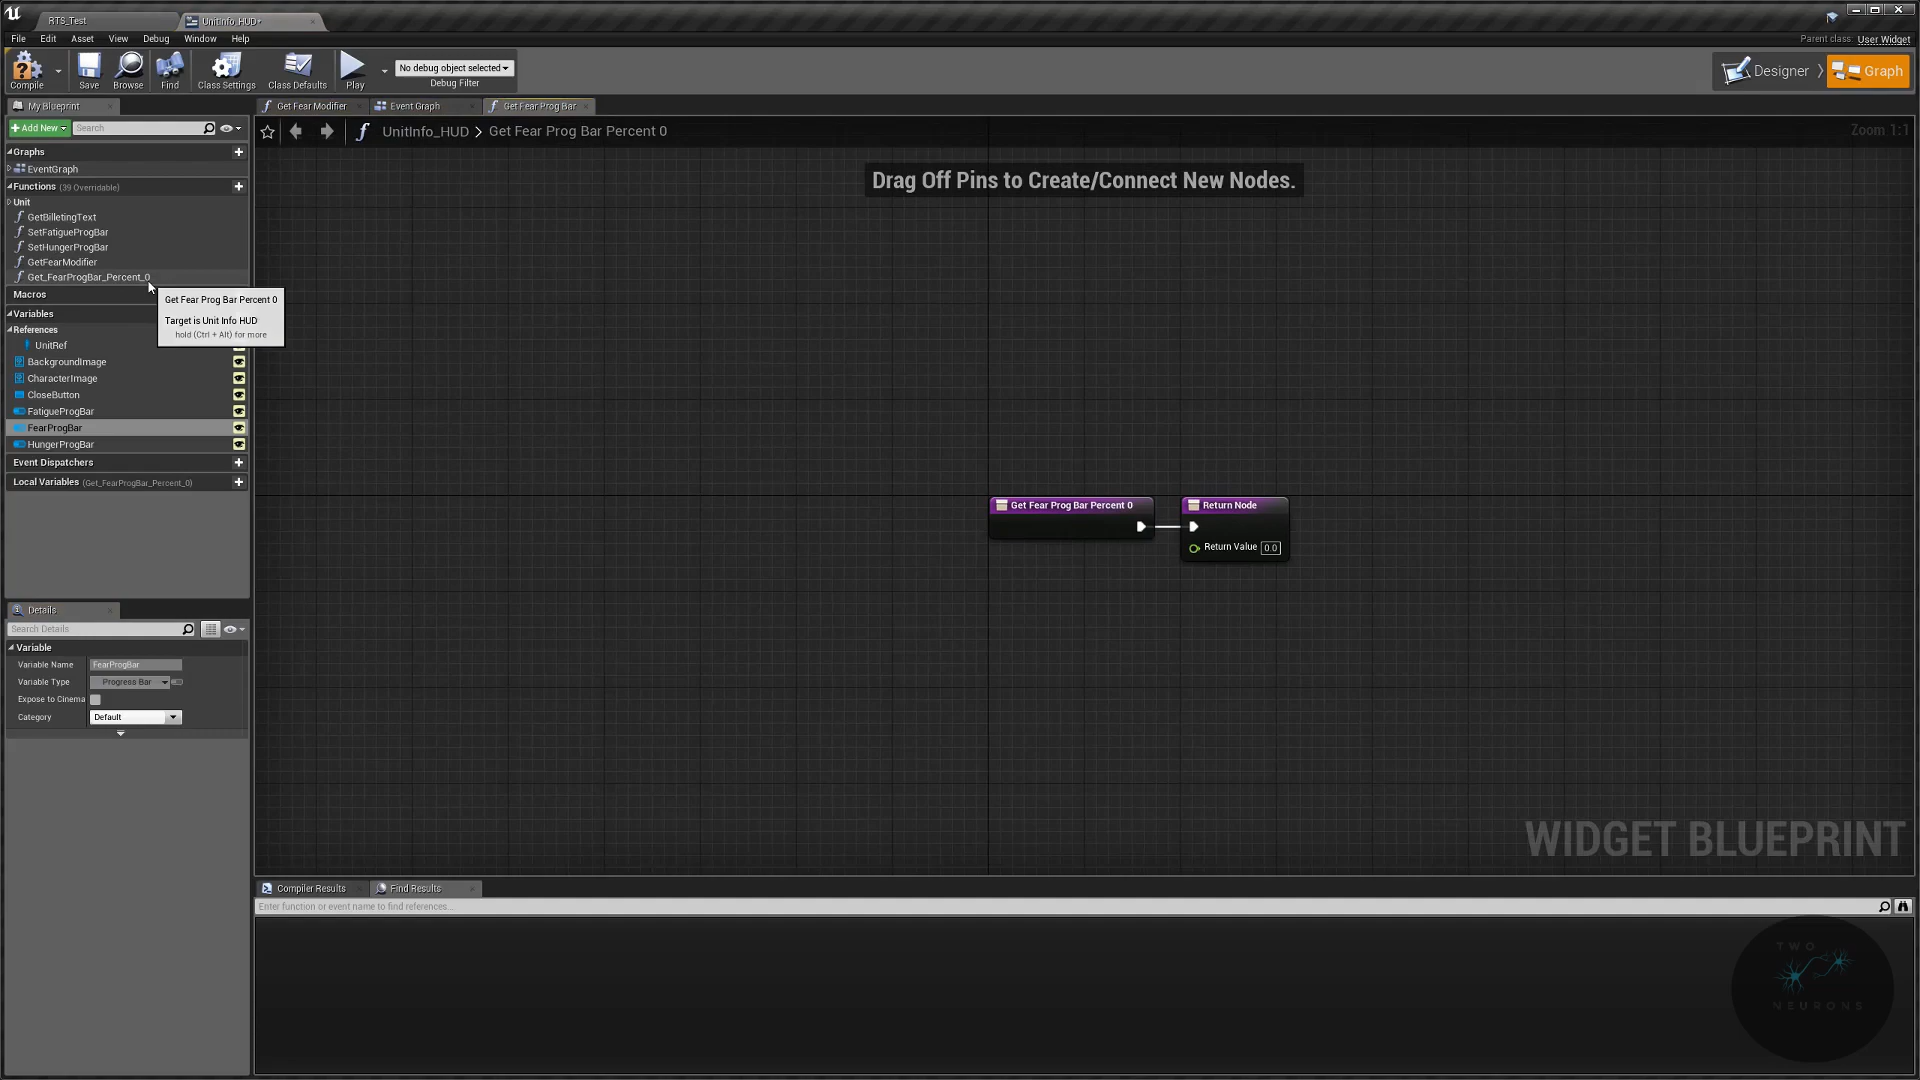 RTS_Test
UnitInfo_HUD*
File Edit Asset View Debug Window Help
Parent class: User Widget
Compile
Save
Browse
Find
Class Settings
Class Defaults
Play
No debug object selected
Debug Filter
Designer
Graph
My Blueprint
Get Fear Modifier
Event Graph
Get Fear Prog Bar
Add New
Search
UnitInfo_HUD > Get Fear Prog Bar Percent 0
Zoom 1:1
Drag Off Pins to Create/Connect New Nodes.
Graphs
EventGraph
Functions (39 Overridable)
Unit
GetBilletingText
SetFatigueProgBar
SetHungerProgBar
GetFearModifier
Get_FearProgBar_Percent_0
Macros
Get Fear Prog Bar Percent 0
Target is Unit Info HUD
hold (Ctrl + Alt) for more
Variables
References
UnitRef
BackgroundImage
CharacterImage
CloseButton
FatigueProgBar
FearProgBar
HungerProgBar
Event Dispatchers
Local Variables (Get_FearProgBar_Percent_0)
Get Fear Prog Bar Percent 0
Return Node
Return Value 0.0
Details
Search Details
Variable
Variable Name FearProgBar
Variable Type Progress Bar
Expose to Cinema
Category Default
WIDGET BLUEPRINT
Compiler Results
Find Results
Enter function or event name to find references...
TWO
NEURONS